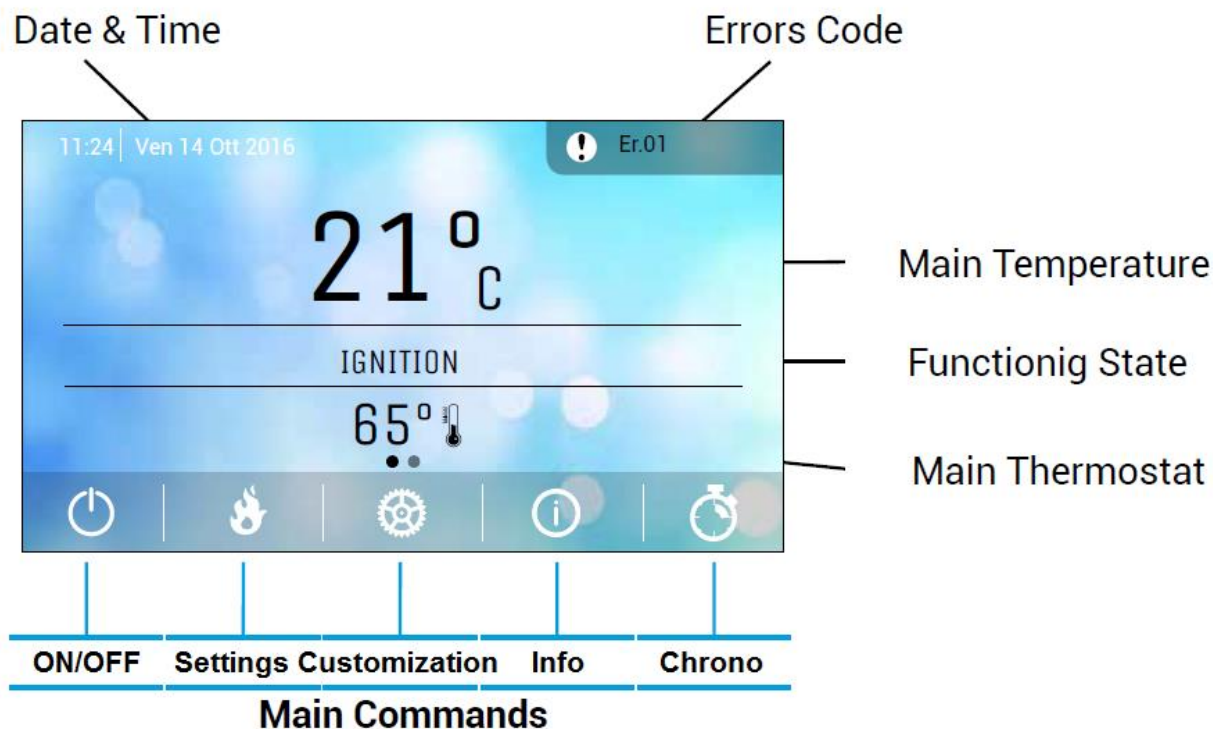 Date & Time
Errors Code
11:24 Ven 14 Ott 2016
! Er.01
21°C
Main Temperature
IGNITION
Functionig State
65°
Main Thermostat
i
ON/OFF Settings Customization Info Chrono
Main Commands